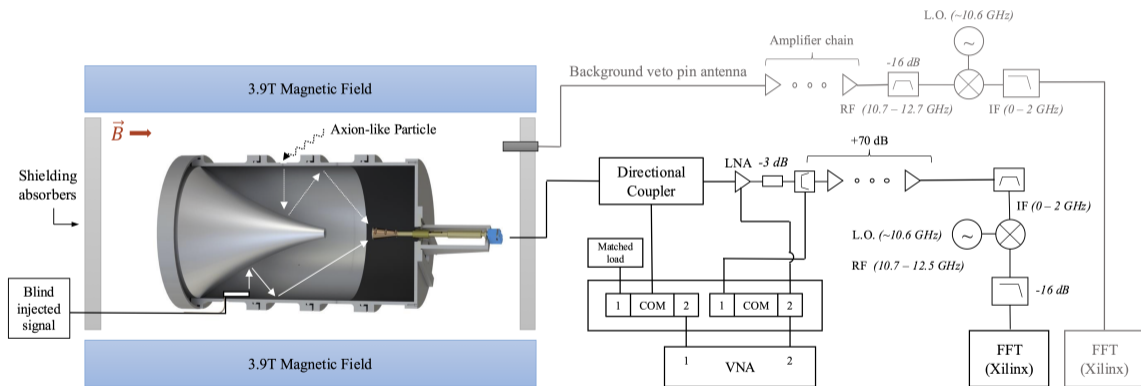 L.O. (~10.6 GHz)
~
Amplifier chain
-16 dB
Background veto pin antenna
RF (10.7 – 12.7 GHz)
IF (0 – 2 GHz)
3.9T Magnetic Field
B
Axion-like Particle
Shielding
absorbers
Directional
Coupler
LNA
-3 dB
+70 dB
IF (0 – 2 GHz)
L.O. (~10.6 GHz)
~
RF (10.7 – 12.5 GHz)
Matched
load
-16 dB
Blind
injected
signal
1
COM
2
1
COM
2
3.9T Magnetic Field
1
VNA
2
FFT
(Xilinx)
FFT
(Xilinx)